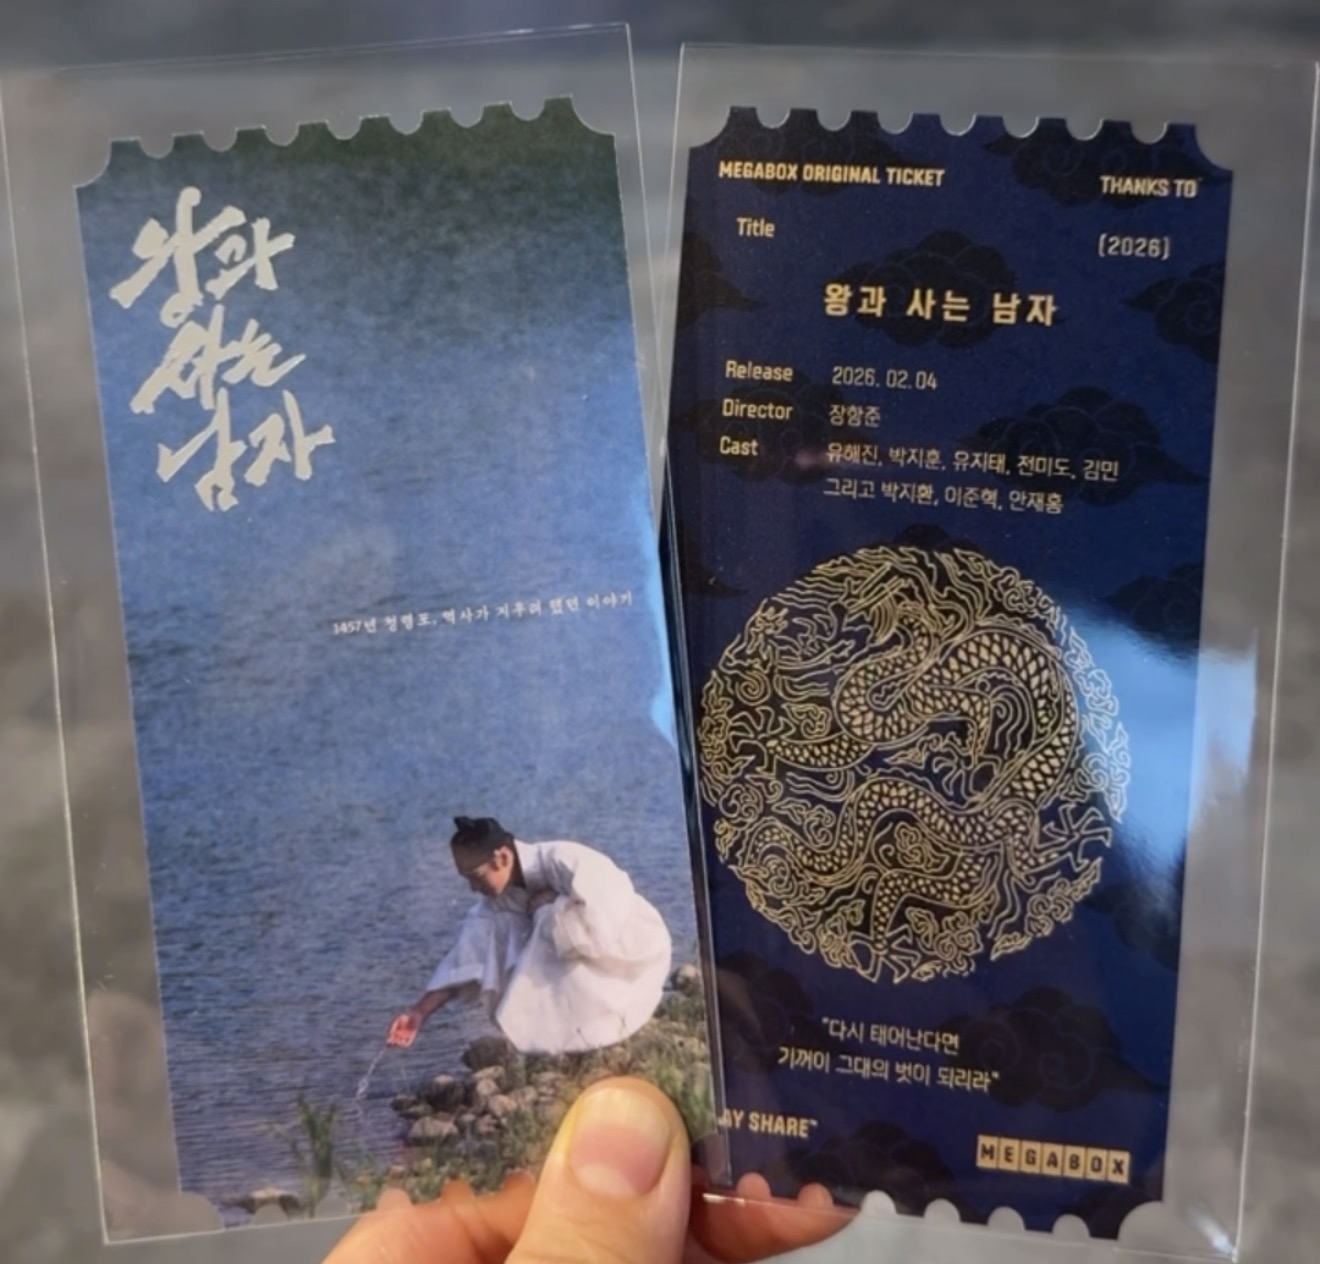 왕과
사는
남자
1457년 청령포, 역사가 지우려 했던 이야기
MEGABOX ORIGINAL TICKET
THANKS TO
Title
(2026)
왕과 사는 남자
Release 2026. 02. 04
Director 장항준
Cast 유해진, 박지훈, 유지태, 전미도, 김민
그리고 박지환, 이준혁, 안재홍
"다시 태어난다면
기꺼이 그대의 벗이 되리라"
AY SHARE™
MEGABOX